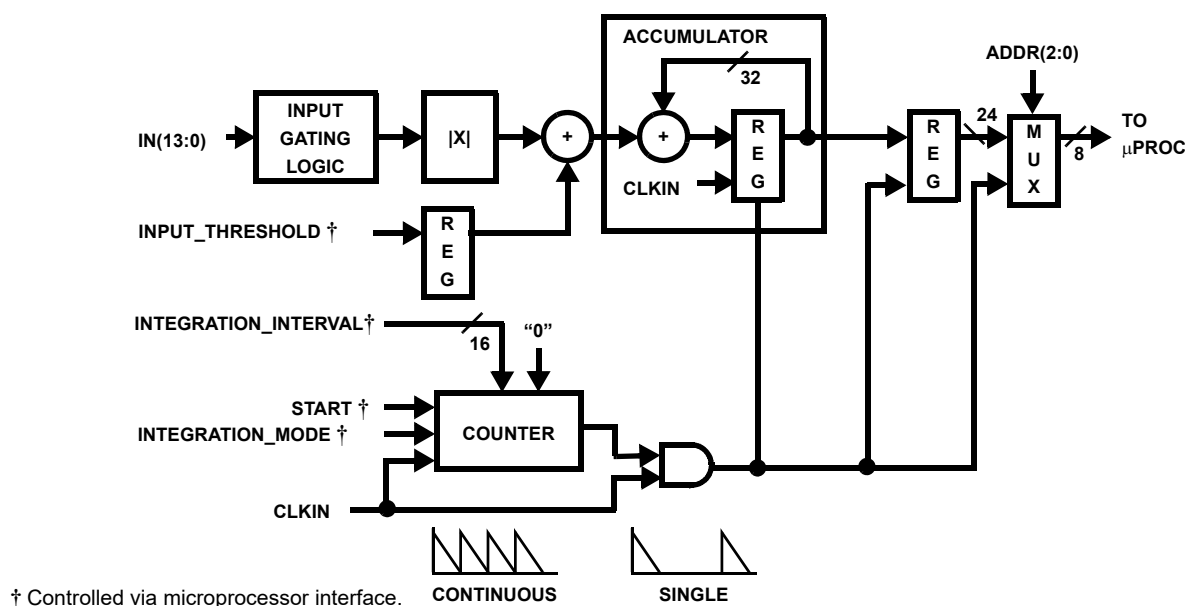 ACCUMULATOR
32
ADDR(2:0)
IN(13:0)
INPUT
GATING
LOGIC
|X|
+
+
R
E
G
CLKIN
R
E
G
24
M
U
X
8
TO
μPROC
INPUT_THRESHOLD †
R
E
G
INTEGRATION_INTERVAL†
16
“0”
START †
INTEGRATION_MODE †
COUNTER
CLKIN
CONTINUOUS
SINGLE
† Controlled via microprocessor interface.